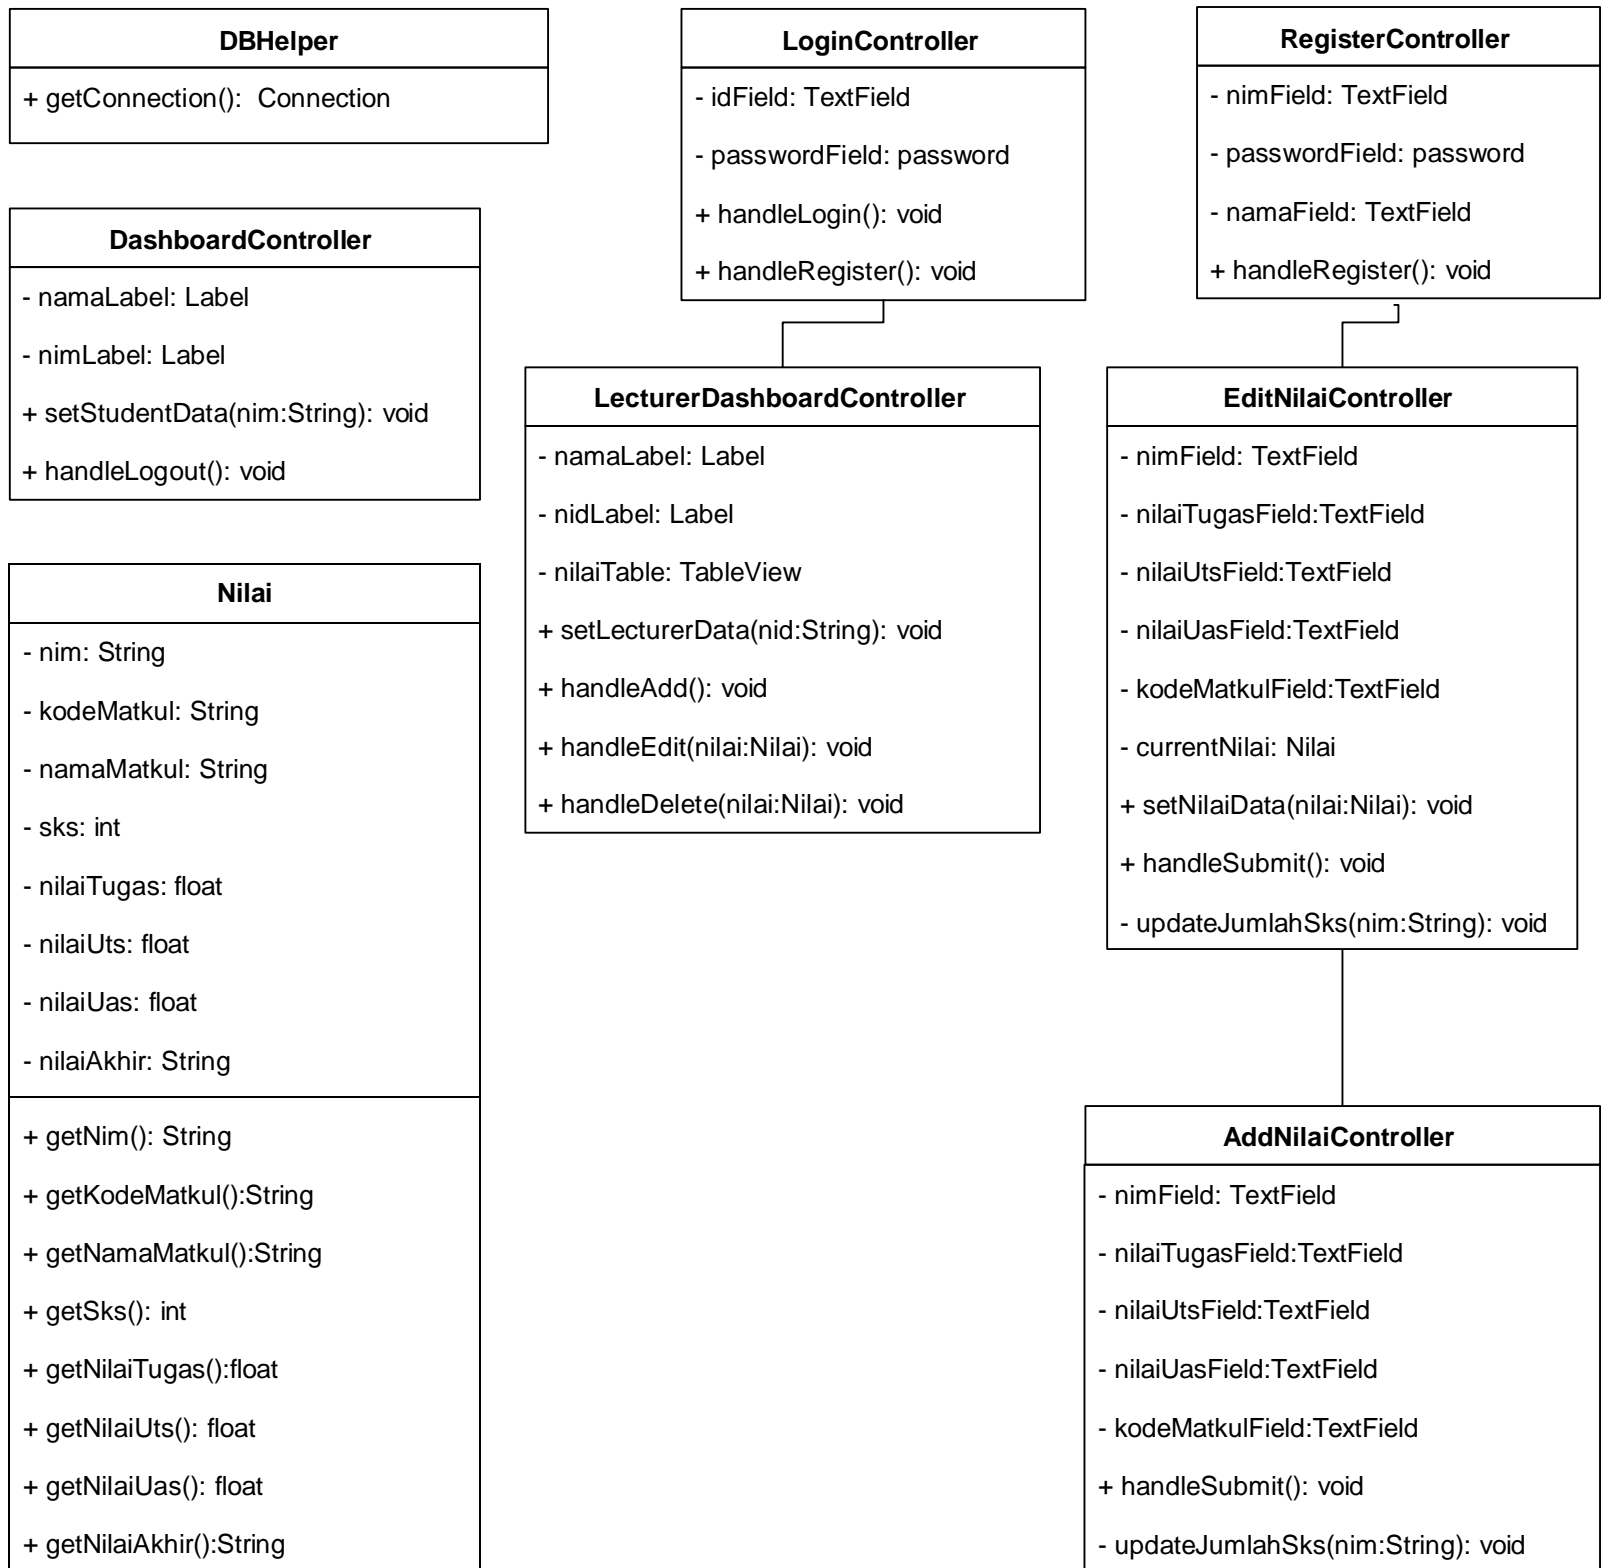 DBHelper
+ getConnection():  Connection
LoginController
- idField: TextField
- passwordField: password
+ handleLogin(): void
+ handleRegister(): void
RegisterController
- nimField: TextField
- passwordField: password
- namaField: TextField
+ handleRegister(): void
DashboardController
- namaLabel: Label
- nimLabel: Label
+ setStudentData(nim:String): void
+ handleLogout(): void
LecturerDashboardController
- namaLabel: Label
- nidLabel: Label
- nilaiTable: TableView
+ setLecturerData(nid:String): void
+ handleAdd(): void
+ handleEdit(nilai:Nilai): void
+ handleDelete(nilai:Nilai): void
EditNilaiController
- nimField: TextField
- nilaiTugasField:TextField
- nilaiUtsField:TextField
- nilaiUasField:TextField
- kodeMatkulField:TextField
- currentNilai: Nilai
+ setNilaiData(nilai:Nilai): void
+ handleSubmit(): void
- updateJumlahSks(nim:String): void
Nilai
- nim: String
- kodeMatkul: String
- namaMatkul: String
- sks: int
- nilaiTugas: float
- nilaiUts: float
- nilaiUas: float
- nilaiAkhir: String
+ getNim(): String
+ getKodeMatkul():String
+ getNamaMatkul():String
+ getSks(): int
+ getNilaiTugas():float
+ getNilaiUts(): float
+ getNilaiUas(): float
+ getNilaiAkhir():String
AddNilaiController
- nimField: TextField
- nilaiTugasField:TextField
- nilaiUtsField:TextField
- nilaiUasField:TextField
- kodeMatkulField:TextField
+ handleSubmit(): void
- updateJumlahSks(nim:String): void